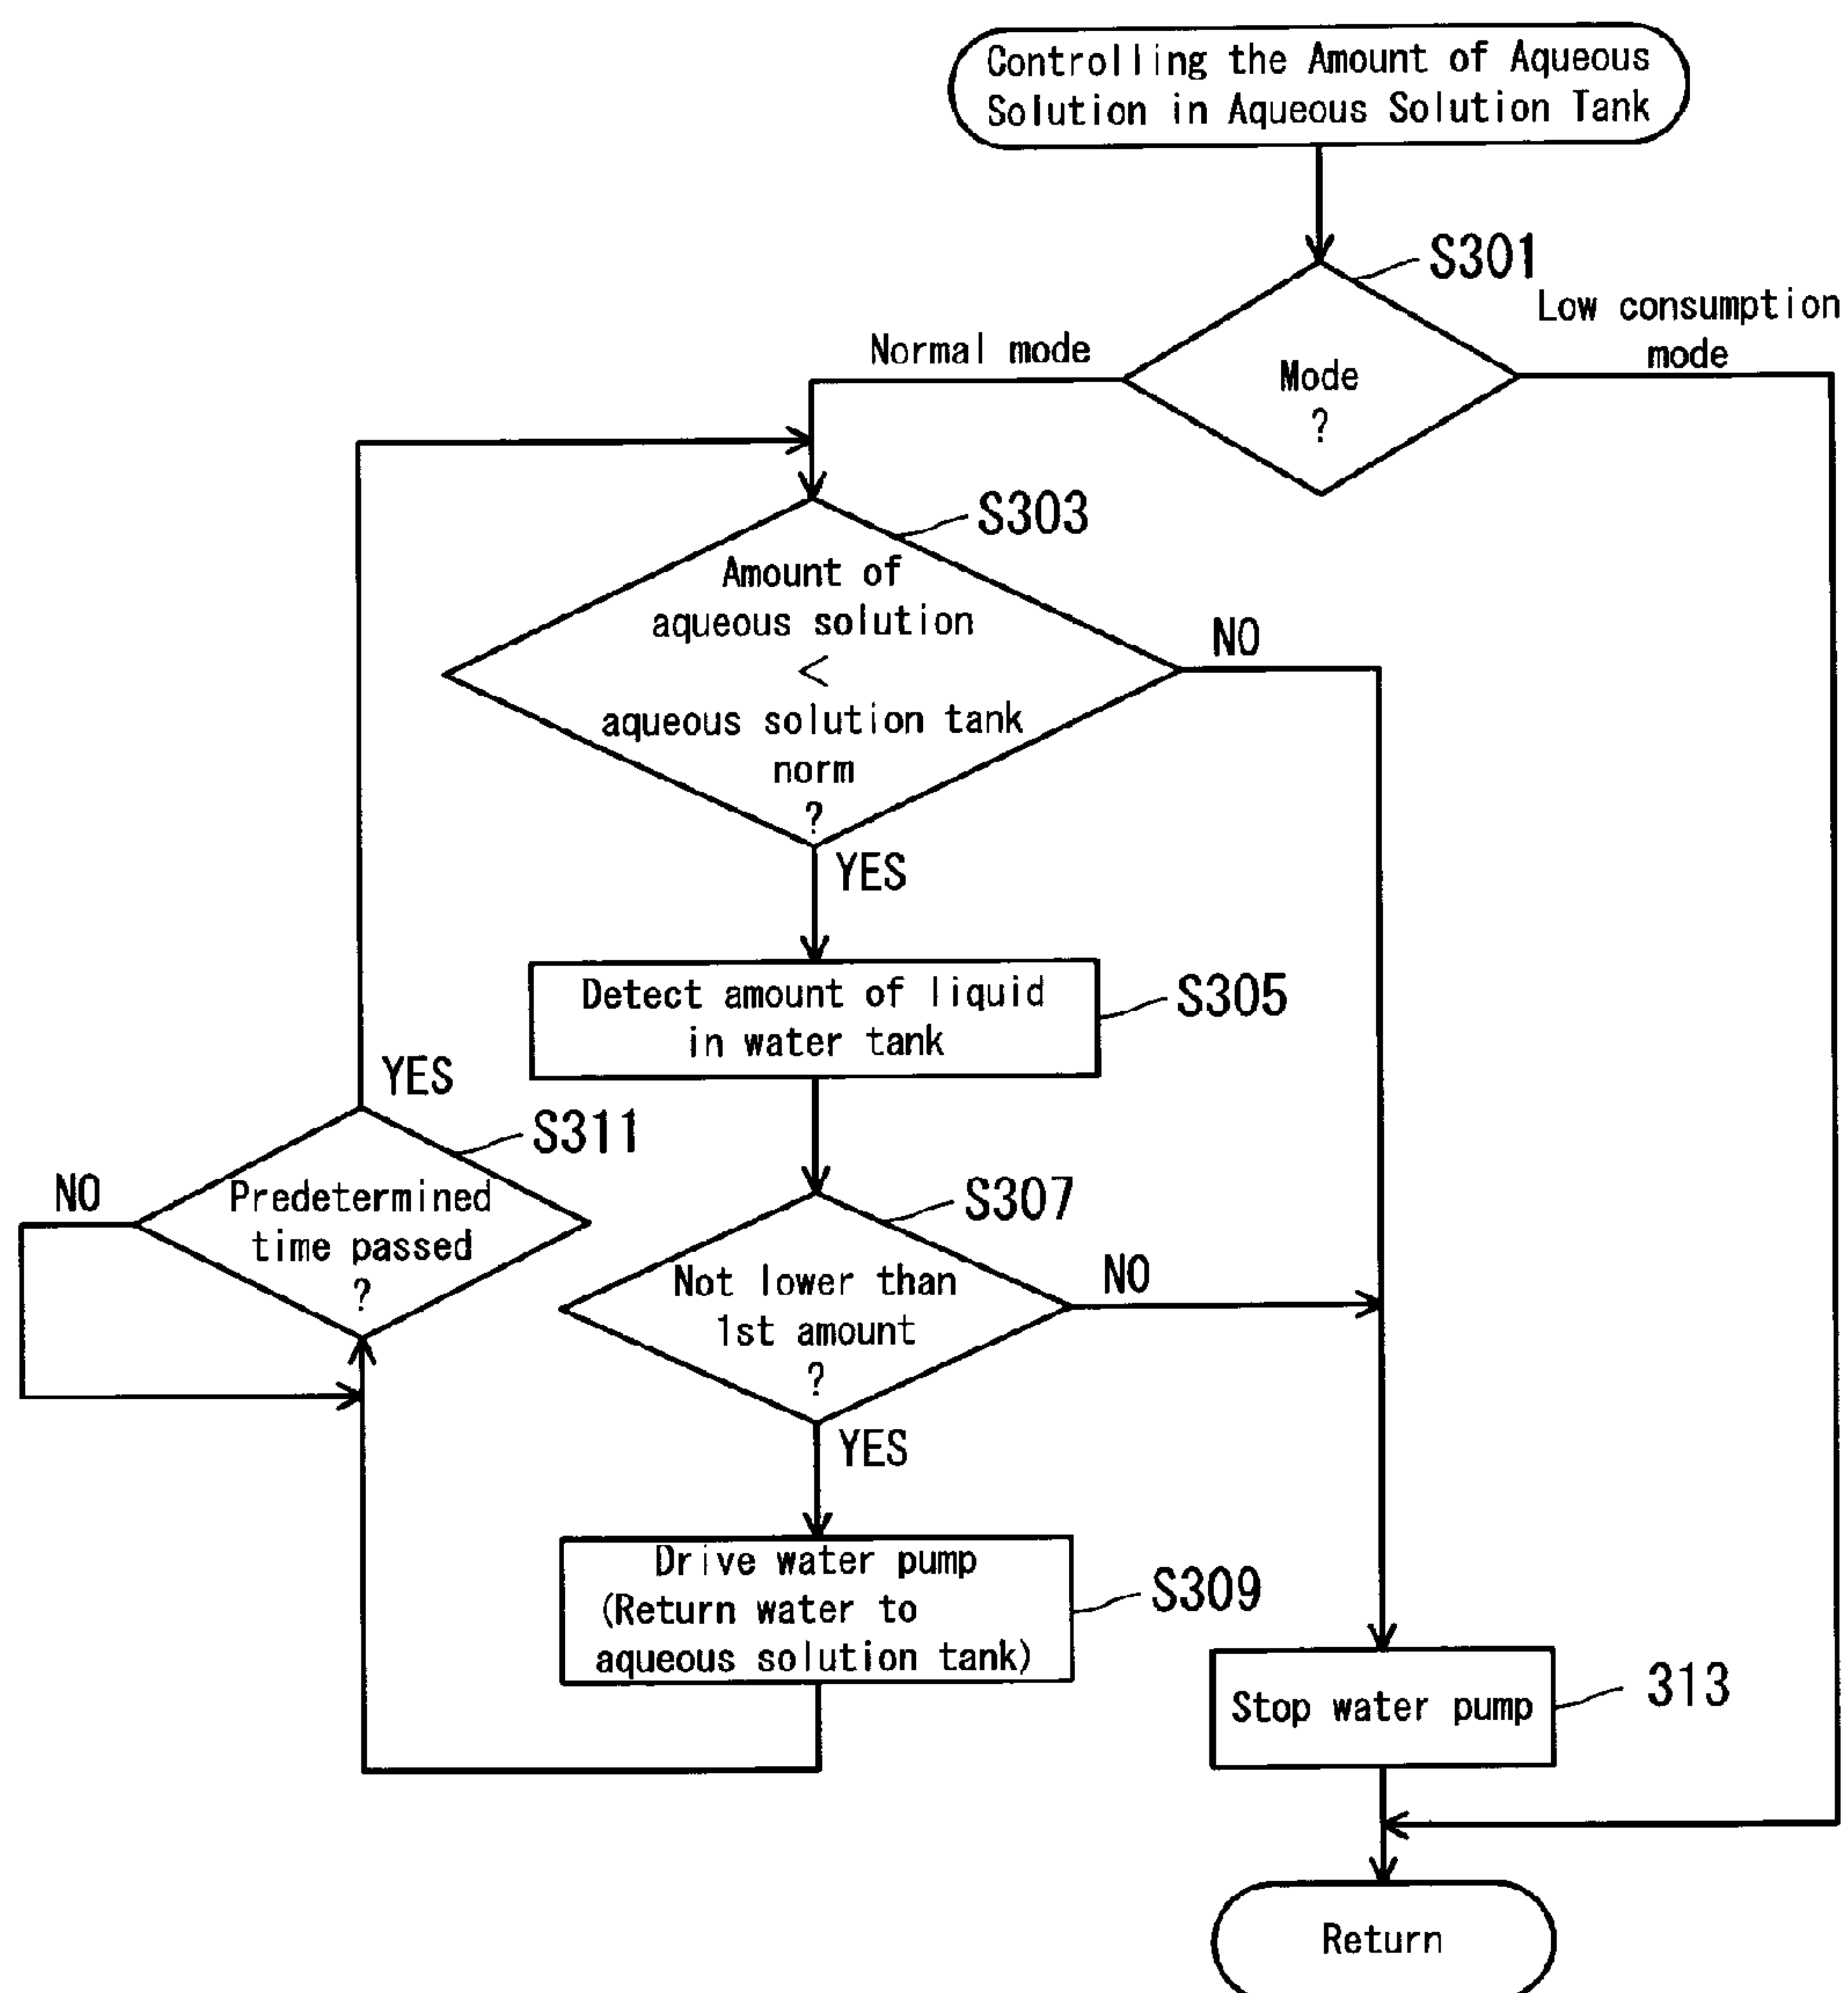 Controlling the Amount of Aqueous
Solution in Aqueous Solution Tank
S301
Low consumption
mode
Normal mode
Mode
?
S303
Amount of
aqueous solution
<
aqueous solution tank
norm
?
NO
YES
Detect amount of liquid
in water tank
S305
YES
S311
NO
Predetermined
time passed
?
S307
Not lower than
1st amount
?
NO
YES
Drive water pump
(Return water to
aqueous solution tank)
S309
Stop water pump
313
Return